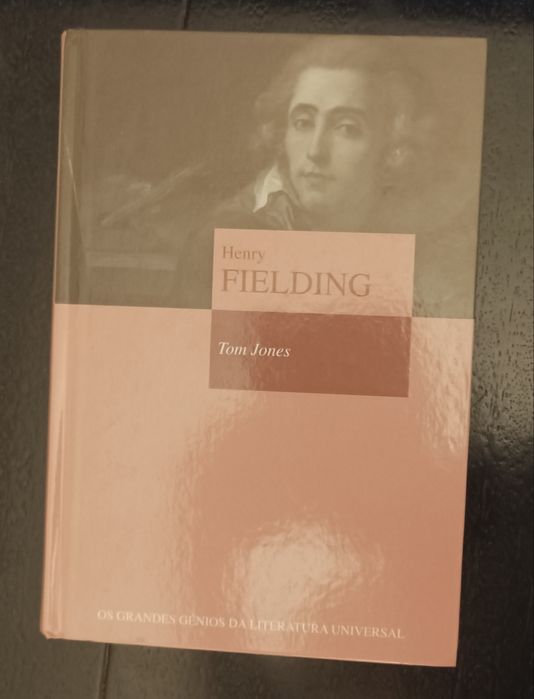 Henry
FIELDING
Tom Jones
OS GRANDES GÉNIOS DA LITERATURA UNIVERSAL